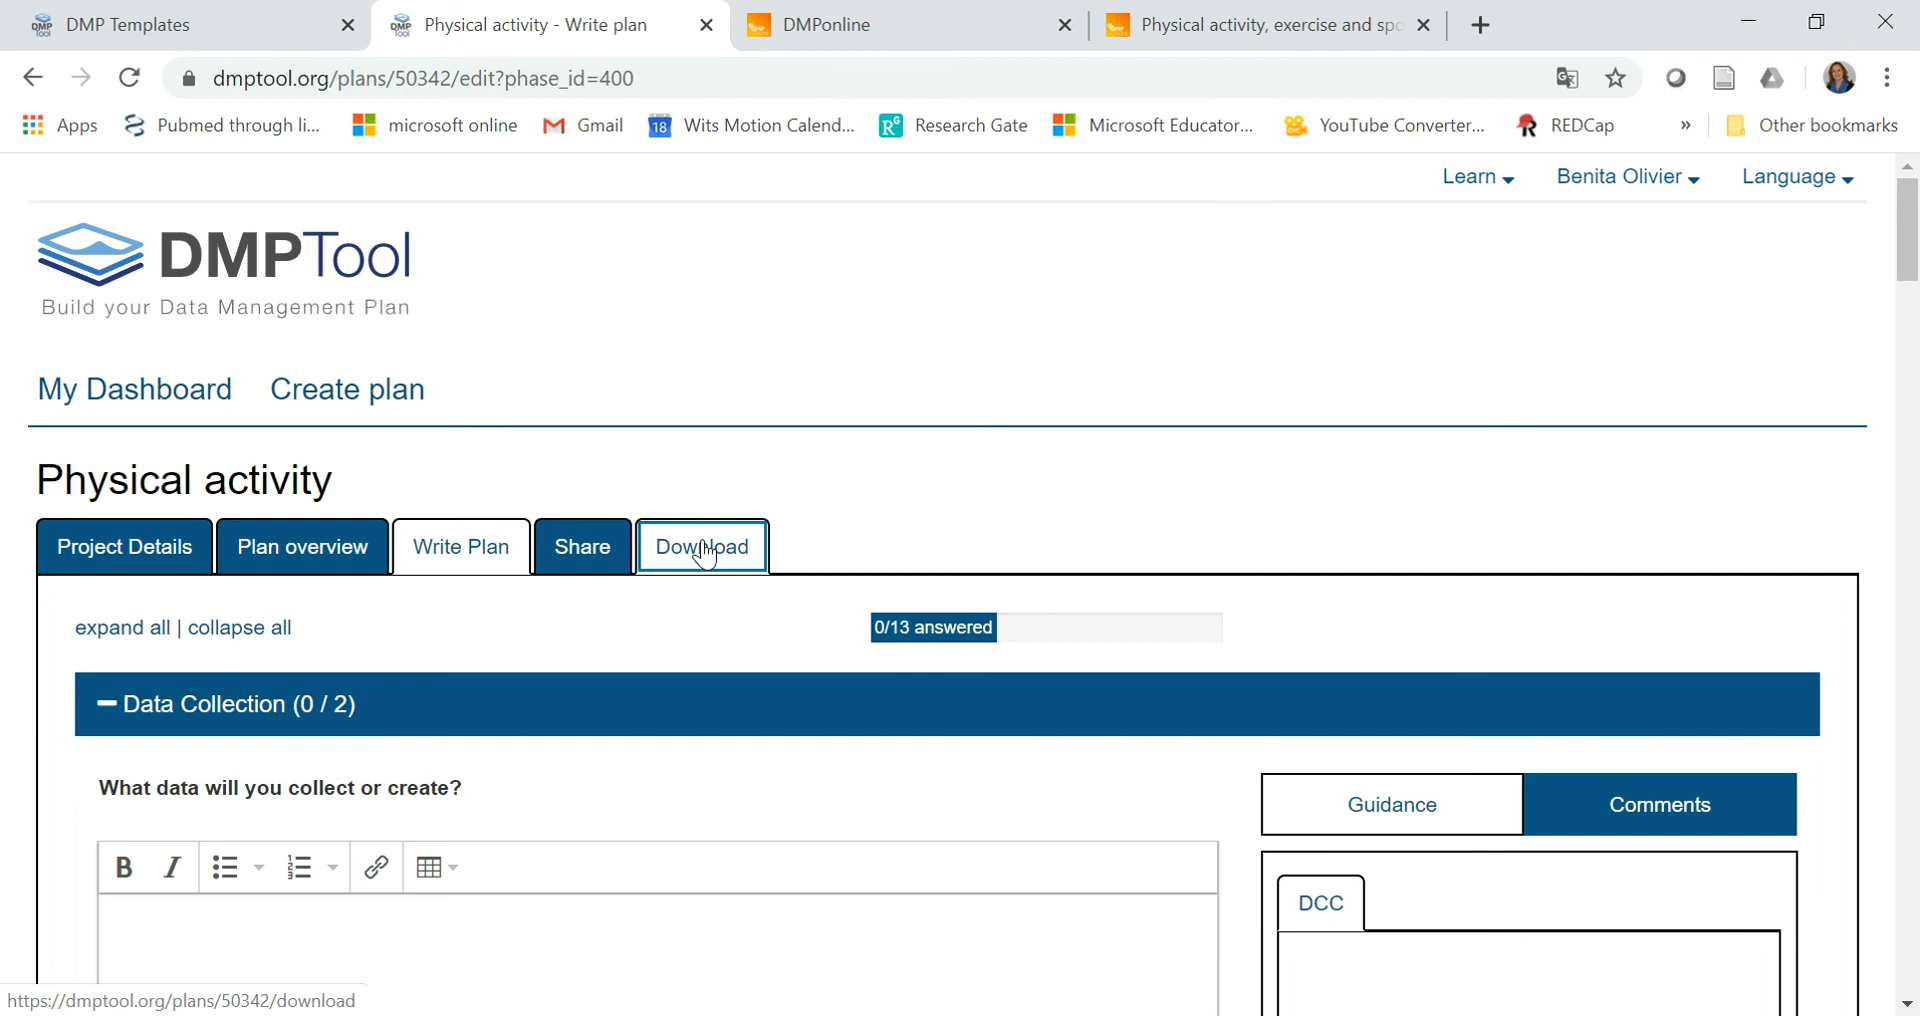 DMP Templates
Physical activity - Write plan
DMPonline
Physical activity, exercise and spo
dmptool.org/plans/50342/edit?phase_id=400
Apps
Pubmed through li...
microsoft online
Gmail
18 Wits Motion Calend...
Research Gate
Microsoft Educator...
YouTube Converter...
REDCap
»
Other bookmarks
Learn
Benita Olivier
Language
DMPTool
Build your Data Management Plan
My Dashboard
Create plan
Physical activity
Project Details
Plan overview
Write Plan
Share
Download
expand all | collapse all
0/13 answered
Data Collection (0 / 2)
What data will you collect or create?
Guidance
Comments
B I
DCC
https://dmptool.org/plans/50342/download